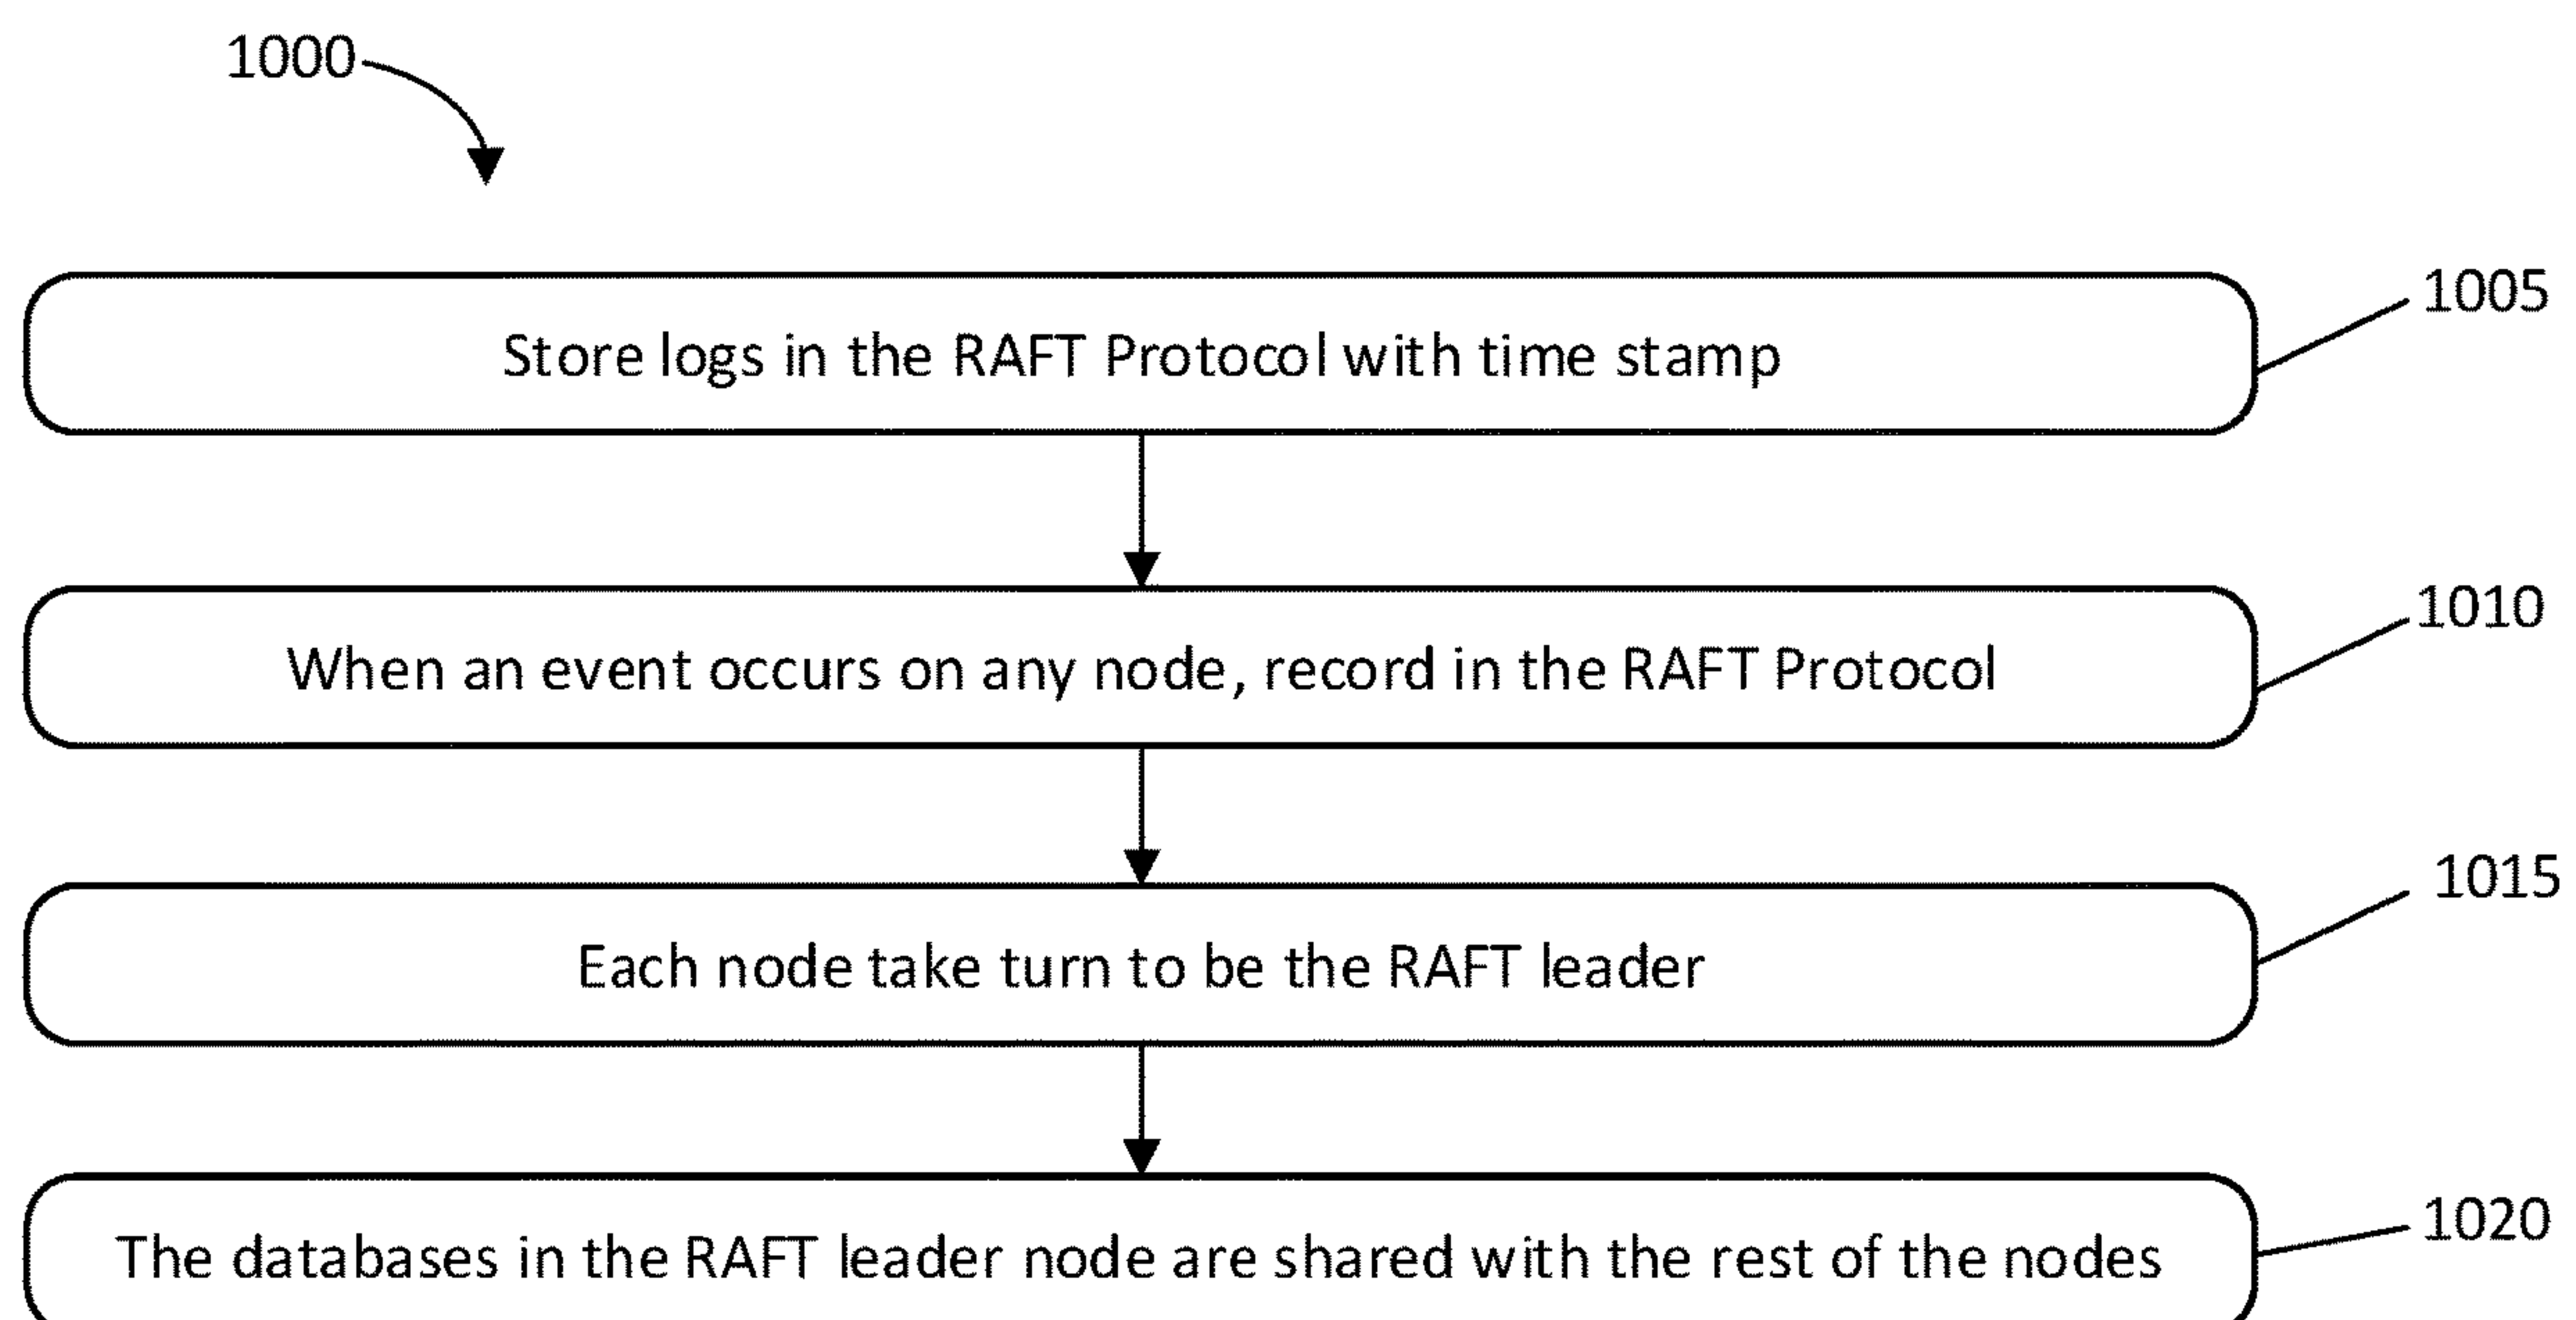 1000
Store logs in the RAFT Protocol with time stamp
1005
When an event occurs on any node, record in the RAFT Protocol
1010
Each node take turn to be the RAFT leader
1015
The databases in the RAFT leader node are shared with the rest of the nodes
1020